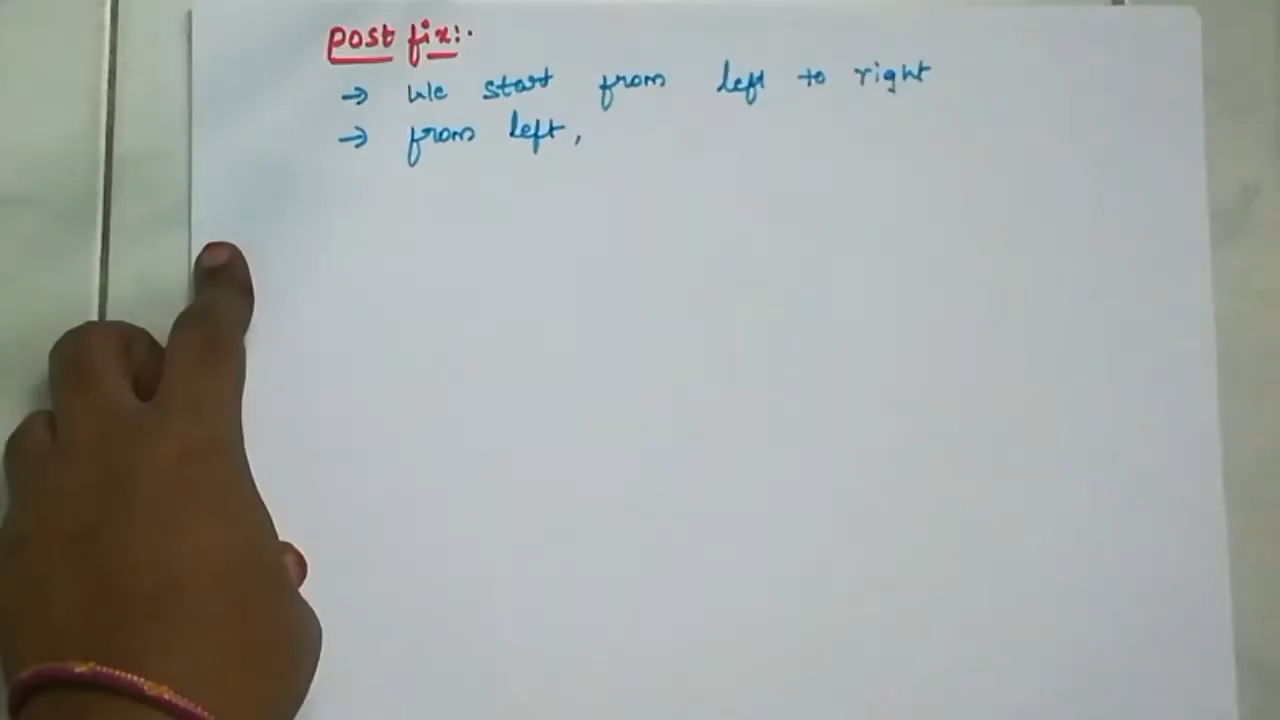 Post fix:-
→ We start from left to right
→ from left,